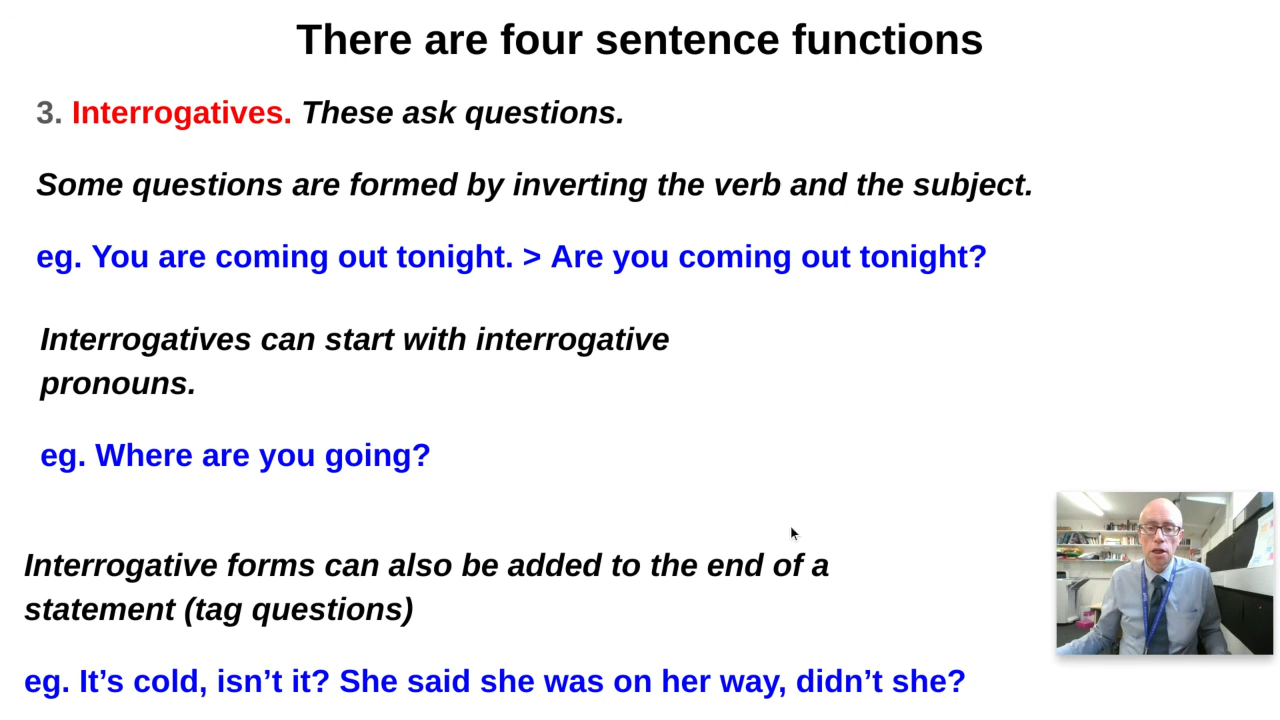 There are four sentence functions
3. Interrogatives. These ask questions.
Some questions are formed by inverting the verb and the subject.
eg. You are coming out tonight. > Are you coming out tonight?
Interrogatives can start with interrogative
pronouns.
eg. Where are you going?
Interrogative forms can also be added to the end of a
statement (tag questions)
eg. It’s cold, isn’t it? She said she was on her way, didn’t she?